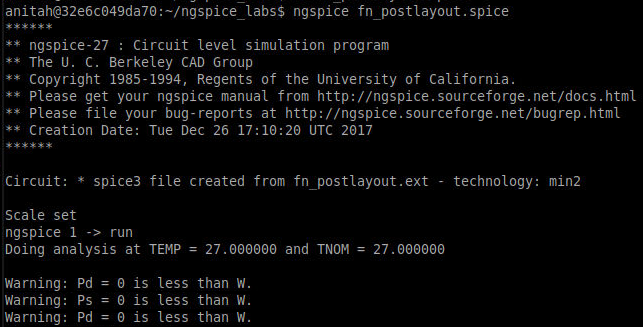 anitah@32e6c049da70:~/ngspice_labs$ ngspice fn_postlayout.spice
******
** ngspice-27 : Circuit level simulation program
** The U. C. Berkeley CAD Group
** Copyright 1985-1994, Regents of the University of California.
** Please get your ngspice manual from http://ngspice.sourceforge.net/docs.html
** Please file your bug-reports at http://ngspice.sourceforge.net/bugrep.html
** Creation Date: Tue Dec 26 17:10:20 UTC 2017
******
Circuit: * spice3 file created from fn_postlayout.ext - technology: min2
Scale set
ngspice 1 -> run
Doing analysis at TEMP = 27.000000 and TNOM = 27.000000
Warning: Pd = 0 is less than W.
Warning: Ps = 0 is less than W.
Warning: Pd = 0 is less than W.